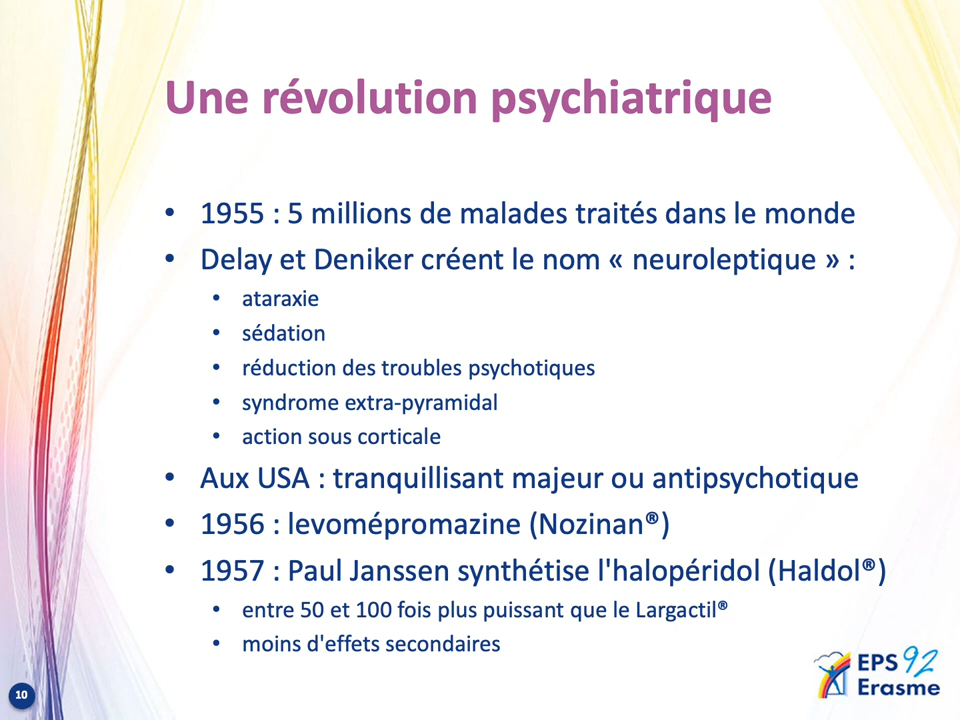 Une révolution psychiatrique
• 1955 : 5 millions de malades traités dans le monde
• Delay et Deniker créent le nom « neuroleptique » :
• ataraxie
• sédation
• réduction des troubles psychotiques
• syndrome extra-pyramidal
• action sous corticale
• Aux USA : tranquillisant majeur ou antipsychotique
• 1956 : levomépromazine (Nozinan®)
• 1957 : Paul Janssen synthétise l'halopéridol (Haldol®)
• entre 50 et 100 fois plus puissant que le Largactil®
• moins d'effets secondaires
10
EPS 92
Erasme